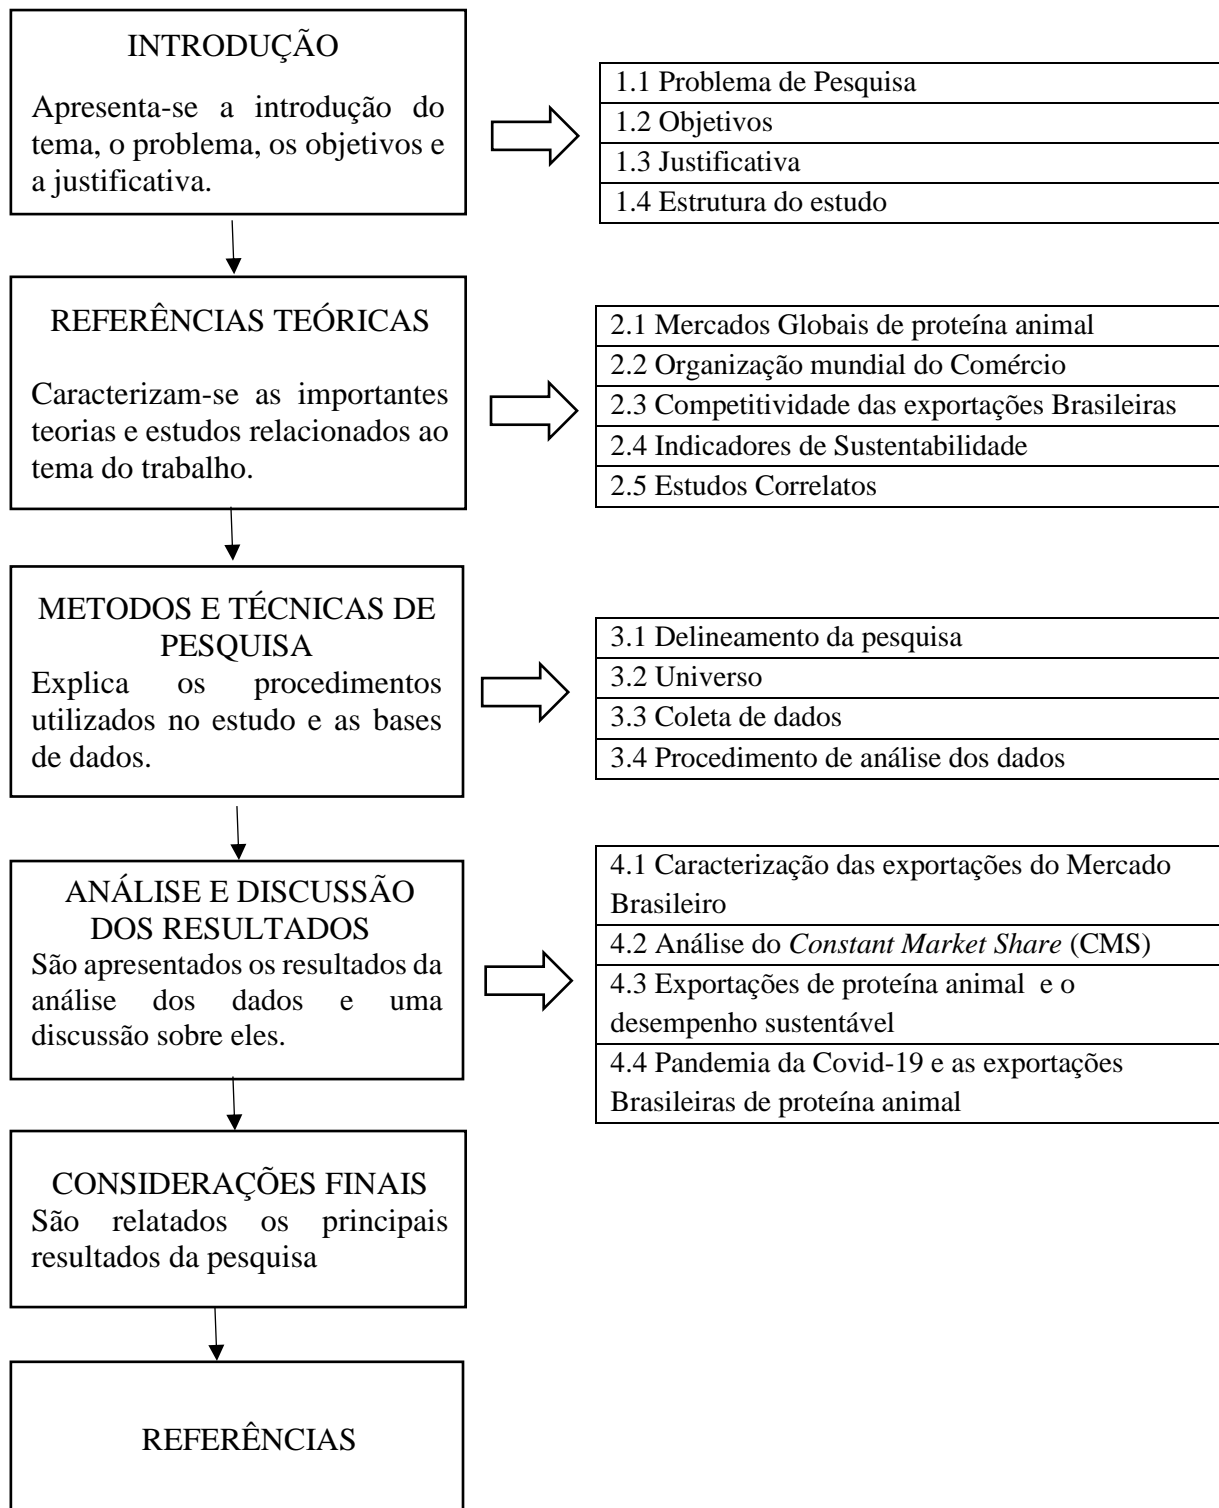 INTRODUÇÃO
Apresenta-se a introdução do
tema, o problema, os objetivos e
a justificativa.
1.1 Problema de Pesquisa
1.2 Objetivos
1.3 Justificativa
1.4 Estrutura do estudo
REFERÊNCIAS TEÓRICAS
Caracterizam-se as importantes
teorias e estudos relacionados ao
tema do trabalho.
2.1 Mercados Globais de proteína animal
2.2 Organização mundial do Comércio
2.3 Competitividade das exportações Brasileiras
2.4 Indicadores de Sustentabilidade
2.5 Estudos Correlatos
METODOS E TÉCNICAS DE
PESQUISA
Explica os procedimentos
utilizados no estudo e as bases
de dados.
3.1 Delineamento da pesquisa
3.2 Universo
3.3 Coleta de dados
3.4 Procedimento de análise dos dados
ANÁLISE E DISCUSSÃO
DOS RESULTADOS
São apresentados os resultados da
análise dos dados e uma
discussão sobre eles.
4.1 Caracterização das exportações do Mercado
Brasileiro
4.2 Análise do Constant Market Share (CMS)
4.3 Exportações de proteína animal e o
desempenho sustentável
4.4 Pandemia da Covid-19 e as exportações
Brasileiras de proteína animal
CONSIDERAÇÕES FINAIS
São relatados os principais
resultados da pesquisa
REFERÊNCIAS